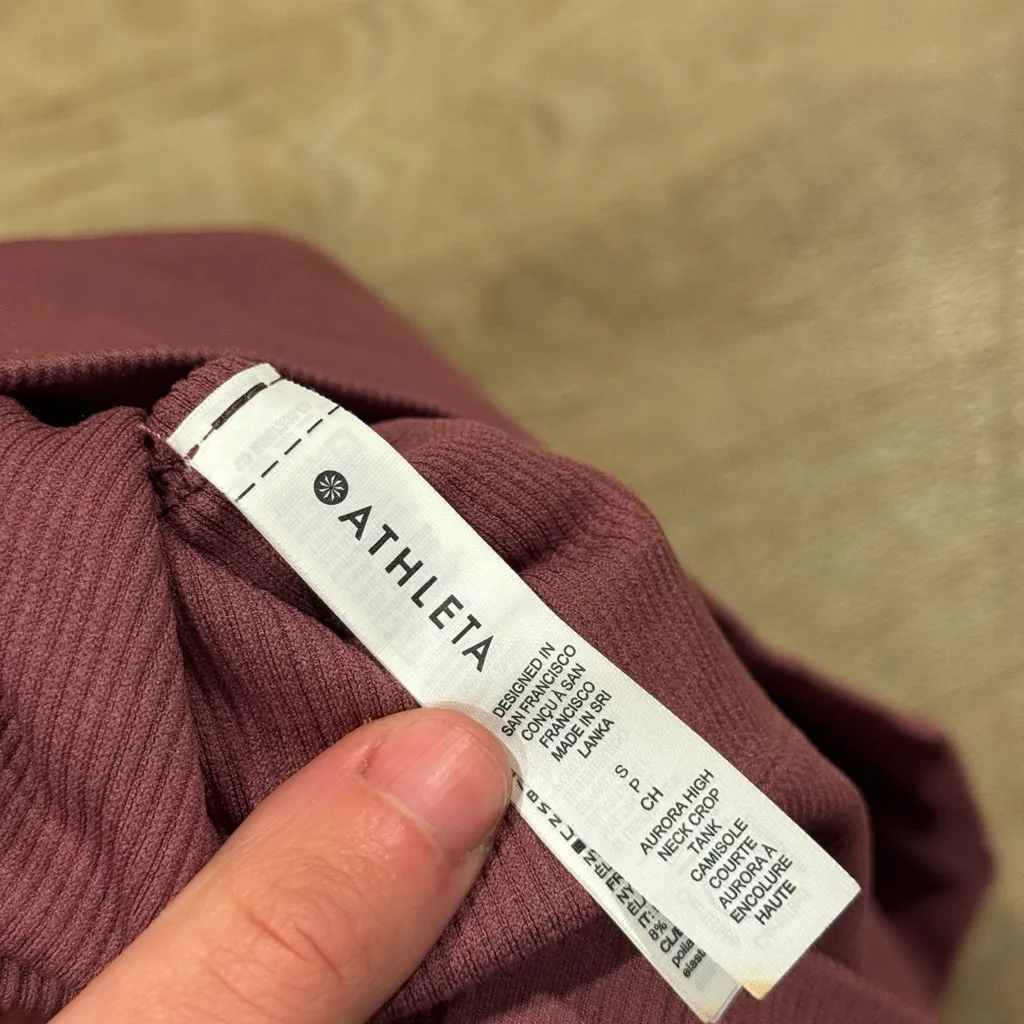 ATHLETA
DESIGNED IN
SAN FRANCISCO
CONÇU À SAN
FRANCISCO
MADE IN SRI
LANKA
S
P
CH
AURORA HIGH
NECK CROP
TANK
CAMISOLE
COURTE
AURORA À
ENCOLURE
HAUTE
8%